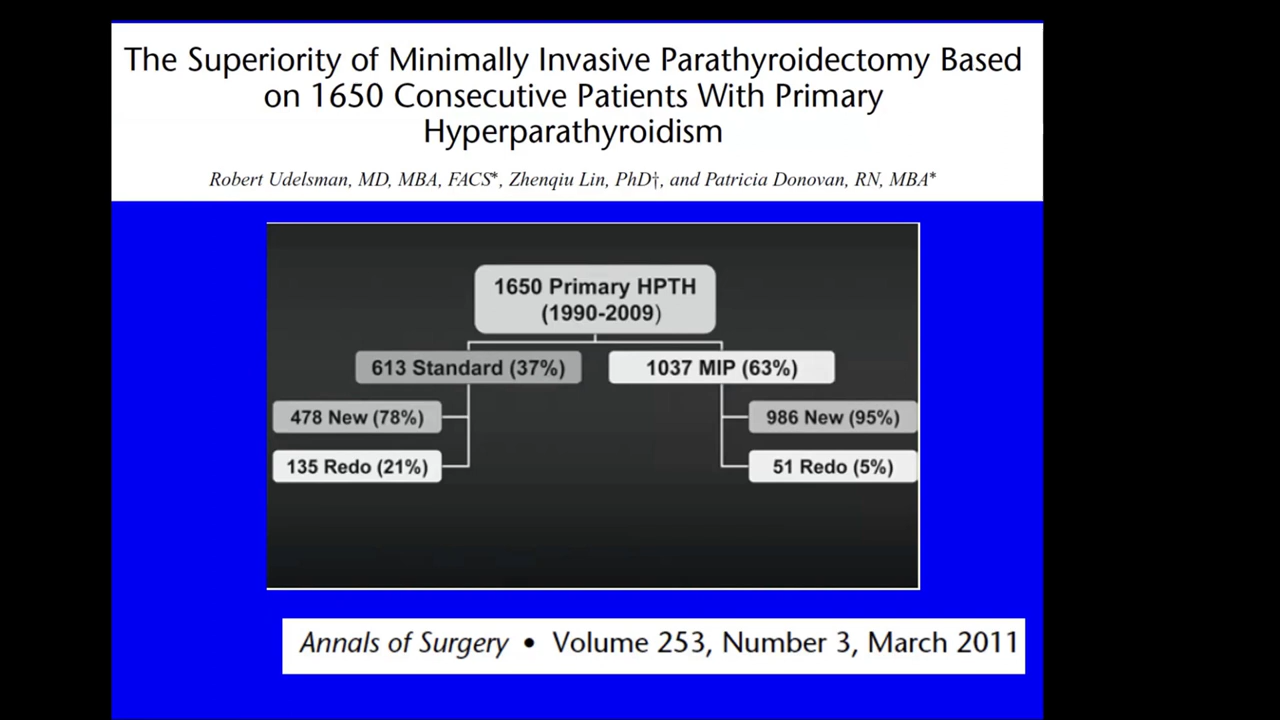 The Superiority of Minimally Invasive Parathyroidectomy Based
on 1650 Consecutive Patients With Primary
Hyperparathyroidism
Robert Udelsman, MD, MBA, FACS*, Zhenqiu Lin, PhD†, and Patricia Donovan, RN, MBA*
1650 Primary HPTH
(1990-2009)
613 Standard (37%)
1037 MIP (63%)
478 New (78%)
986 New (95%)
135 Redo (21%)
51 Redo (5%)
Annals of Surgery • Volume 253, Number 3, March 2011